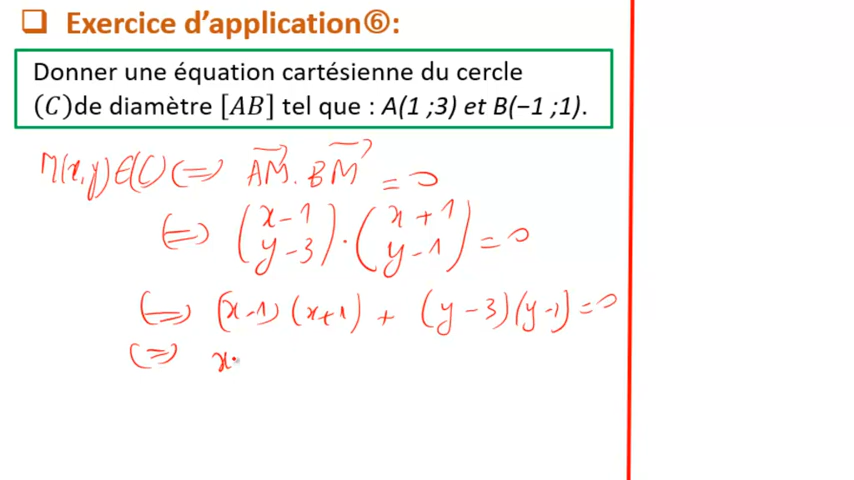 ❑ Exercice d'application⑥:
Donner une équation cartésienne du cercle
(C)de diamètre [AB] tel que : A(1 ;3) et B(−1 ;1).
M(x,y)∈(C) ⟺ AM⃗ . BM⃗ = 0
⟺ (x-1 y-3) · (x+1 y-1) = 0
⟺ (x-1)(x+1) + (y-3)(y-1) = 0
⟺ x